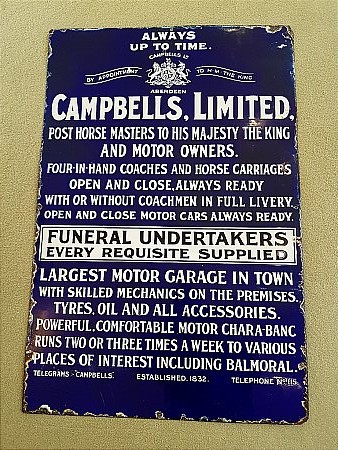 ALWAYS
UP TO TIME.
CAMPBELLS LD
BY APPOINTMENT TO H·M·THE KING
ABERDEEN
CAMPBELLS, LIMITED,
POST HORSE MASTERS TO HIS MAJESTY THE KING
AND MOTOR OWNERS.
FOUR-IN-HAND COACHES AND HORSE CARRIAGES
OPEN AND CLOSE, ALWAYS READY
WITH OR WITHOUT COACHMEN IN FULL LIVERY.
OPEN AND CLOSE MOTOR CARS ALWAYS READY.
FUNERAL UNDERTAKERS
EVERY REQUISITE SUPPLIED
LARGEST MOTOR GARAGE IN TOWN
WITH SKILLED MECHANICS ON THE PREMISES.
TYRES, OIL AND ALL ACCESSORIES.
POWERFUL, COMFORTABLE MOTOR CHARA-BANC
RUNS TWO OR THREE TIMES A WEEK TO VARIOUS
PLACES OF INTEREST INCLUDING BALMORAL.
TELEGRAMS-"CAMPBELLS". ESTABLISHED.1832. TELEPHONE No 115